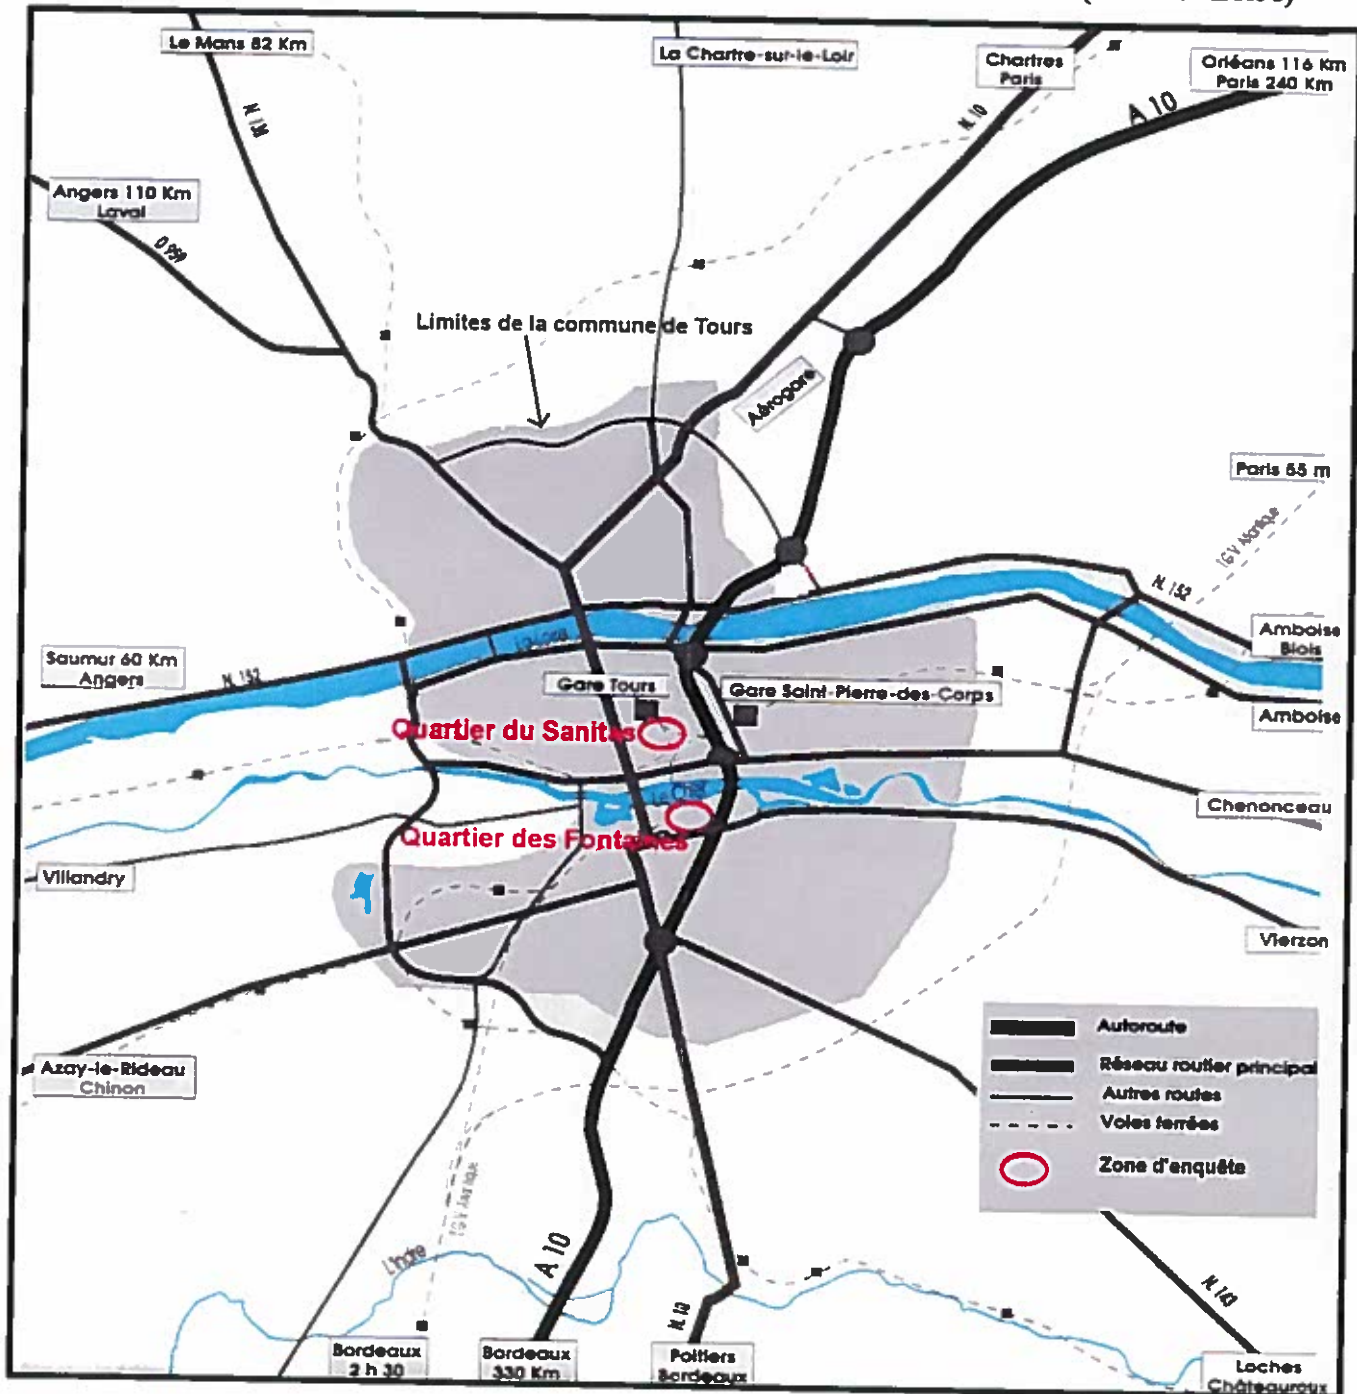 Le Mans 82 Km
La Chartre-sur-le-Loir
Chartres
Paris
Orléans 116 Km
Paris 240 Km
N. 10
A 10
Angers 110 Km
Laval
D 959
Limites de la commune de Tours
Aérogare
Paris 55 m
N. 152
Amboise
Blois
Saumur 60 Km
Angers
N. 152
Gare Tours
Gare Saint-Pierre-des-Corps
Amboise
Quartier du Sanitas
Le Cher
Chenonceau
Quartier des Fontaines
Villandry
Vierzon
Autoroute
Réseau routier principal
Azay-le-Rideau
Chinon
Autres routes
Voies ferrées
Zone d'enquête
L'Indre
A 10
N. 10
N. 143
Bordeaux
2 h 30
Bordeaux
330 Km
Poitiers
Bordeaux
Loches
Châteauroux